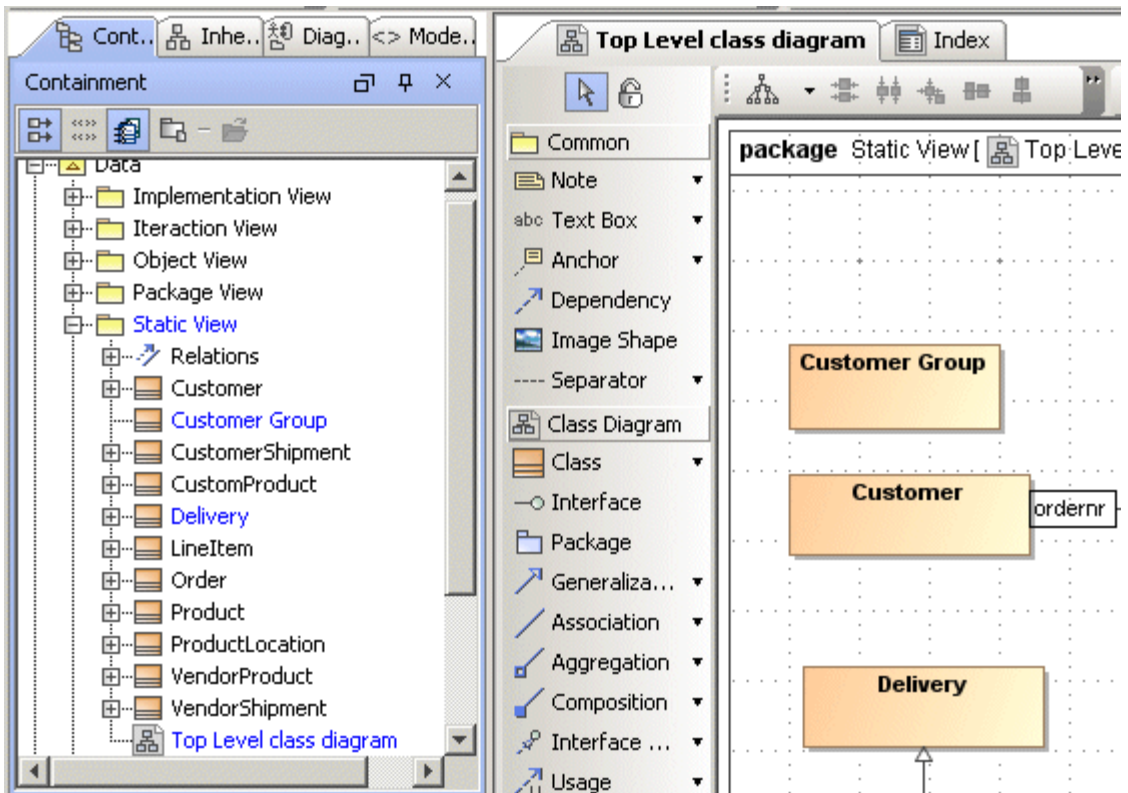 Cont..
Inhe..
Diag..
<> Mode..
Containment
Data
Implementation View
Iteraction View
Object View
Package View
Static View
Relations
Customer
Customer Group
CustomerShipment
CustomProduct
Delivery
LineItem
Order
Product
ProductLocation
VendorProduct
VendorShipment
Top Level class diagram
Top Level class diagram
Index
Common
Note
abc Text Box
Anchor
Dependency
Image Shape
Separator
Class Diagram
Class
Interface
Package
Generaliza...
Association
Aggregation
Composition
Interface ...
Usage
package Static View [ Top Leve
Customer Group
Customer
ordernr
Delivery